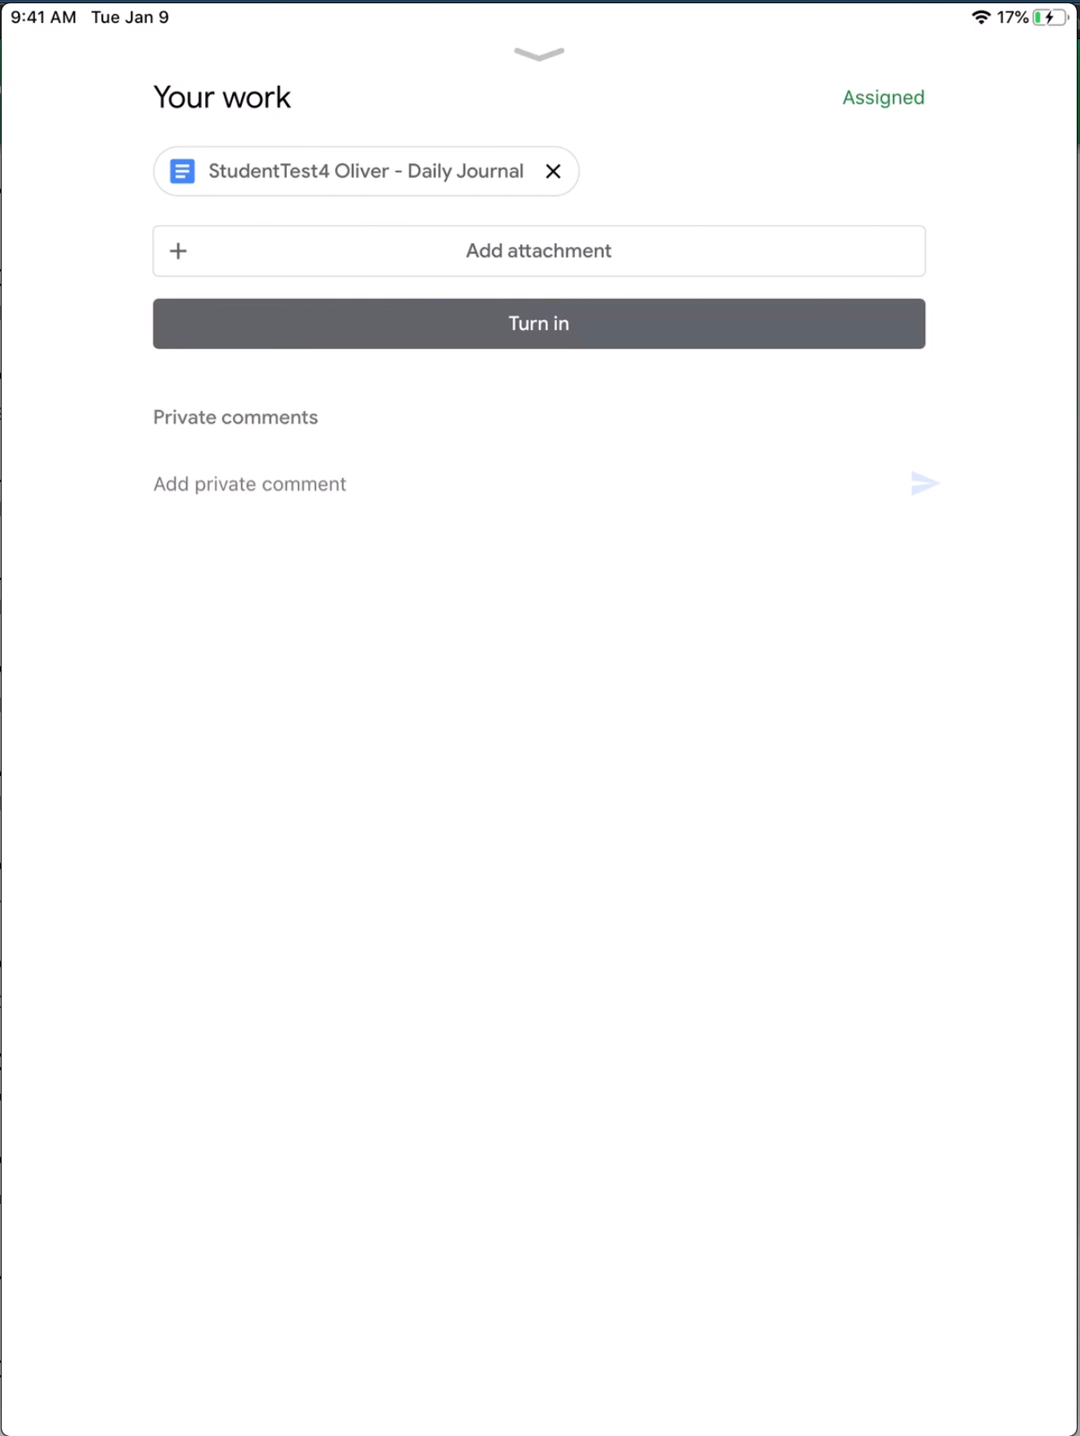 9:41 AM Tue Jan 9 17%
Your work Assigned
StudentTest4 Oliver - Daily Journal
Add attachment
Turn in
Private comments
Add private comment